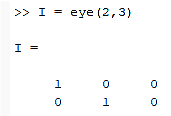 >> I = eye(2,3)
I =
1 0 0
0 1 0